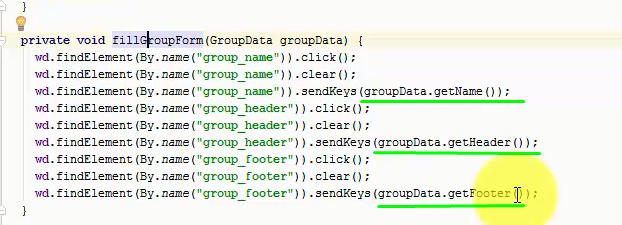 }
private void fillGroupForm(GroupData groupData) {
wd.findElement(By.name("group_name")).click();
wd.findElement(By.name("group_name")).clear();
wd.findElement(By.name("group_name")).sendKeys(groupData.getName());
wd.findElement(By.name("group_header")).click();
wd.findElement(By.name("group_header")).clear();
wd.findElement(By.name("group_header")).sendKeys(groupData.getHeader());
wd.findElement(By.name("group_footer")).click();
wd.findElement(By.name("group_footer")).clear();
wd.findElement(By.name("group_footer")).sendKeys(groupData.getFooter());
}